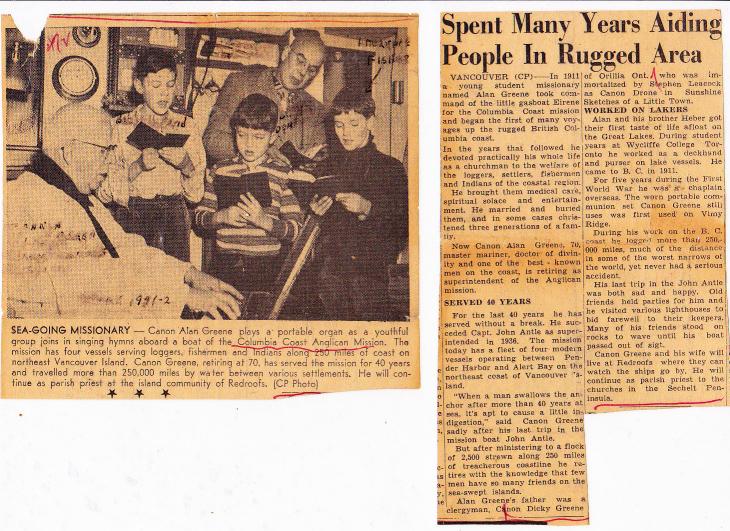 SEA-GOING MISSIONARY — Canon Alan Greene plays a portable organ as a youthful
group joins in singing hymns aboard a boat of the Columbia Coast Anglican Mission. The
mission has four vessels serving loggers, fishermen and Indians along 250 miles of coast on
northeast Vancouver Island. Canon Greene, retiring at 70, has served the mission for 40 years
and travelled more than 250,000 miles by water between various settlements. He will con-
tinue as parish priest at the island community of Redroofs. (CP Photo)
1991-2
Spent Many Years Aiding
People In Rugged Area
VANCOUVER (CP)—In 1911
a young student missionary
named Alan Greene took com-
mand of the little gasboat Eirene
for the Columbia Coast mission
and began the first of many voy-
ages up the rugged British Col-
umbia coast.
In the years that followed he
devoted practically his whole life
as a churchman to the welfare of
the loggers, settlers, fishermen
and Indians of the coastal region.
He brought them medical care,
spiritual solace and entertain-
ment. He married and buried
them, and in some cases chris-
tened three generations of a fam-
ily.
Now Canon Alan Greene, 70,
master mariner, doctor of divin-
ity and one of the best - known
men on the coast, is retiring as
superintendent of the Anglican
mission.
SERVED 40 YEARS
For the last 40 years he has
served without a break. He suc-
ceeded Capt. John Antle as super-
intendent in 1936. The mission
today has a fleet of four modern
vessels operating between Pen-
der Harbor and Alert Bay on the
northeast coast of Vancouver Is-
land.
"When a man swallows the an-
chor after more than 40 years at
sea, it's apt to cause a little in-
digestion," said Canon Greene
sadly after his last trip in the
mission boat John Antle.
But after ministering to a flock
of 2,500 strewn along 250 miles
of treacherous coastline he re-
tires with the knowledge that few
men have so many friends on the
sea-swept islands.
Alan Greene's father was a
clergyman, Canon Dicky Greene
of Orillia Ont., who was im-
mortalized by Stephen Leacock
as Canon Drone in Sunshine
Sketches of a Little Town.
WORKED ON LAKERS
Alan and his brother Heber got
their first taste of life afloat on
the Great Lakes. During student
years at Wycliffe College Tor-
onto he worked as a deckhand
and purser on lake vessels. He
came to B. C. in 1911.
For five years during the First
World War he was a chaplain
overseas. The worn portable com-
munion set Canon Greene still
uses was first used on Vimy
Ridge.
During his work on the B. C.
coast he logged more than 250,-
000 miles, much of the distance
in some of the worst narrows of
the world, yet never had a serious
accident.
His last trip in the John Antle
was both sad and happy. Old
friends held parties for him and
he visited various lighthouses to
bid farewell to their keepers.
Many of his friends stood on
rocks to wave until his boat
passed out of sigt.
Canon Greene and his wife will
live at Redroofs where they can
watch the ships go by. He will
continue as parish priest to the
churches in the Sechelt Pen-
insula.